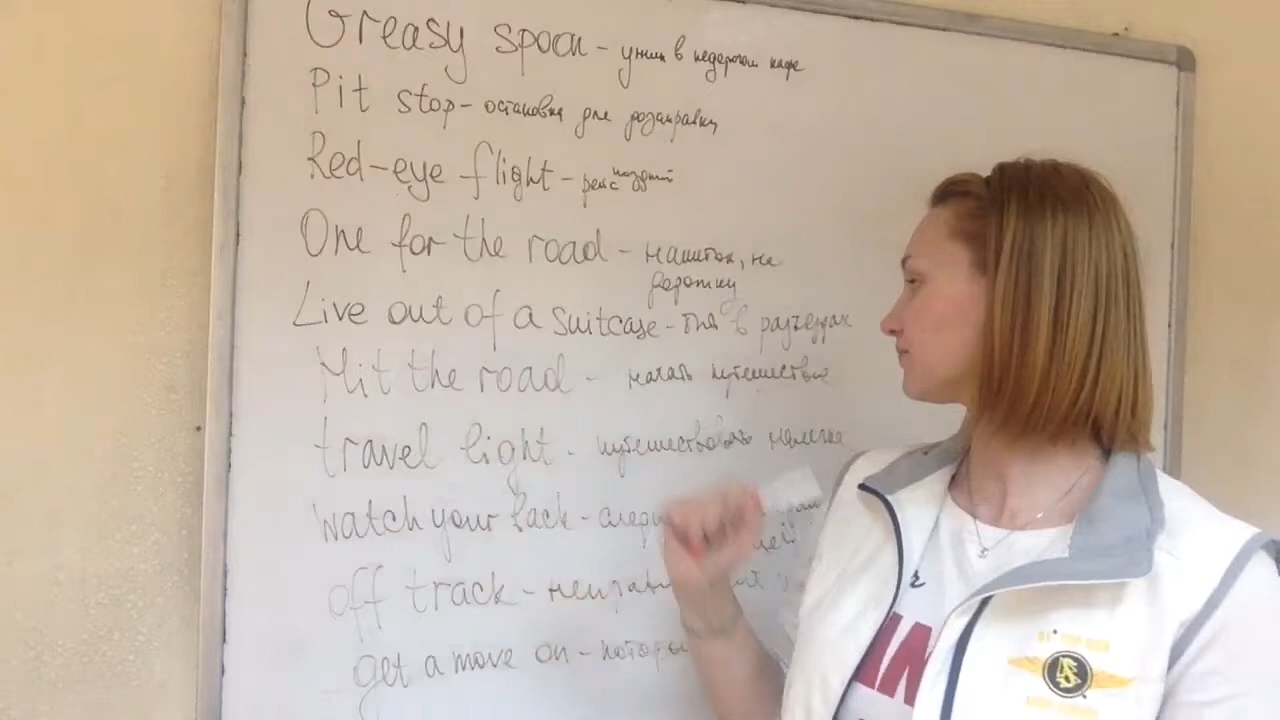 Greasy spoon - ужин в недорогом кафе
Pit stop - остановка для дозаправки
Red-eye flight - рейс поздний
One for the road - напиток, на
дорожку
Live out of a suitcase - в разъездах
Hit the road - начать путешествие
travel light - путешествовать налегке
watch your back -
off track -
get a move on -